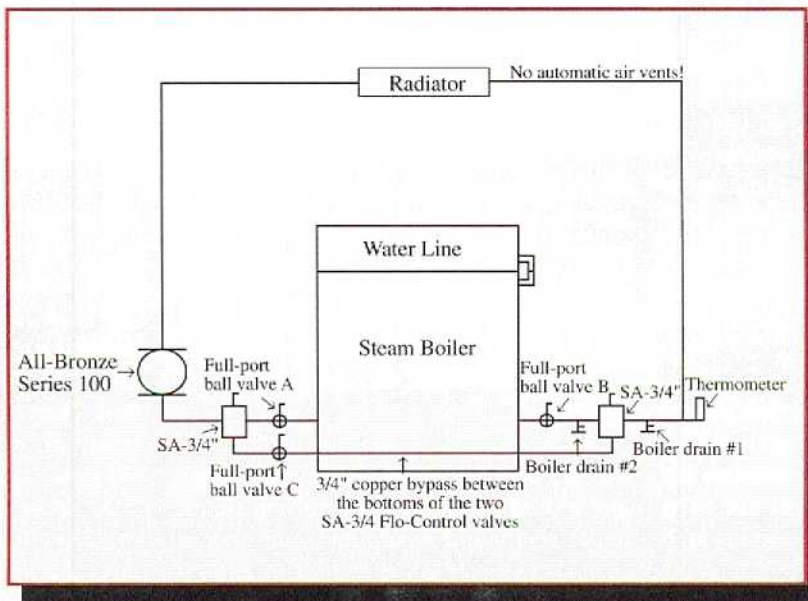 No automatic air vents!
Radiator
Water Line
Steam Boiler
All-Bronze
Series 100
Full-port
ball valve A
Full-port
ball valve B
SA-3/4"
Thermometer
SA-3/4"
Full-port
ball valve C
Boiler drain #2
Boiler drain #1
3/4" copper bypass between
the bottoms of the two
SA-3/4 Flo-Control valves